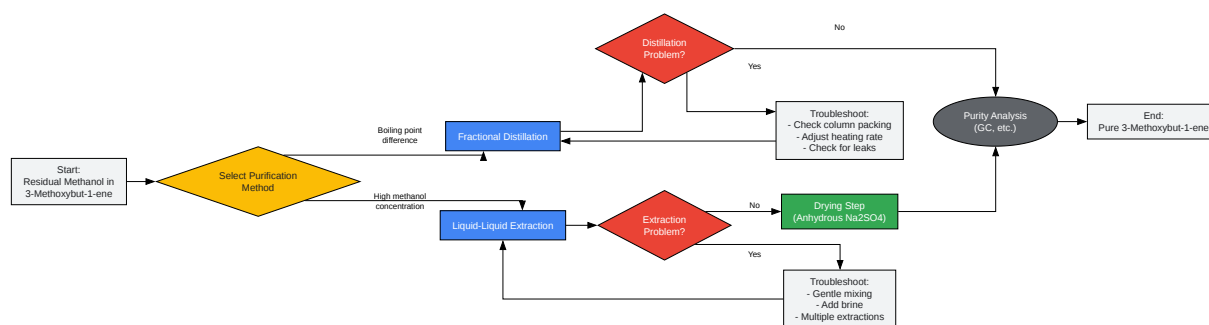 Start:
Residual Methanol in
3-Methoxybut-1-ene
Select Purification
Method
Boiling point
difference
High methanol
concentration
Fractional Distillation
Liquid-Liquid Extraction
Distillation
Problem?
No
Yes
Troubleshoot:
- Check column packing
- Adjust heating rate
- Check for leaks
Extraction
Problem?
No
Yes
Drying Step
(Anhydrous Na2SO4)
Troubleshoot:
- Gentle mixing
- Add brine
- Multiple extractions
Purity Analysis
(GC, etc.)
End:
Pure 3-Methoxybut-1-ene